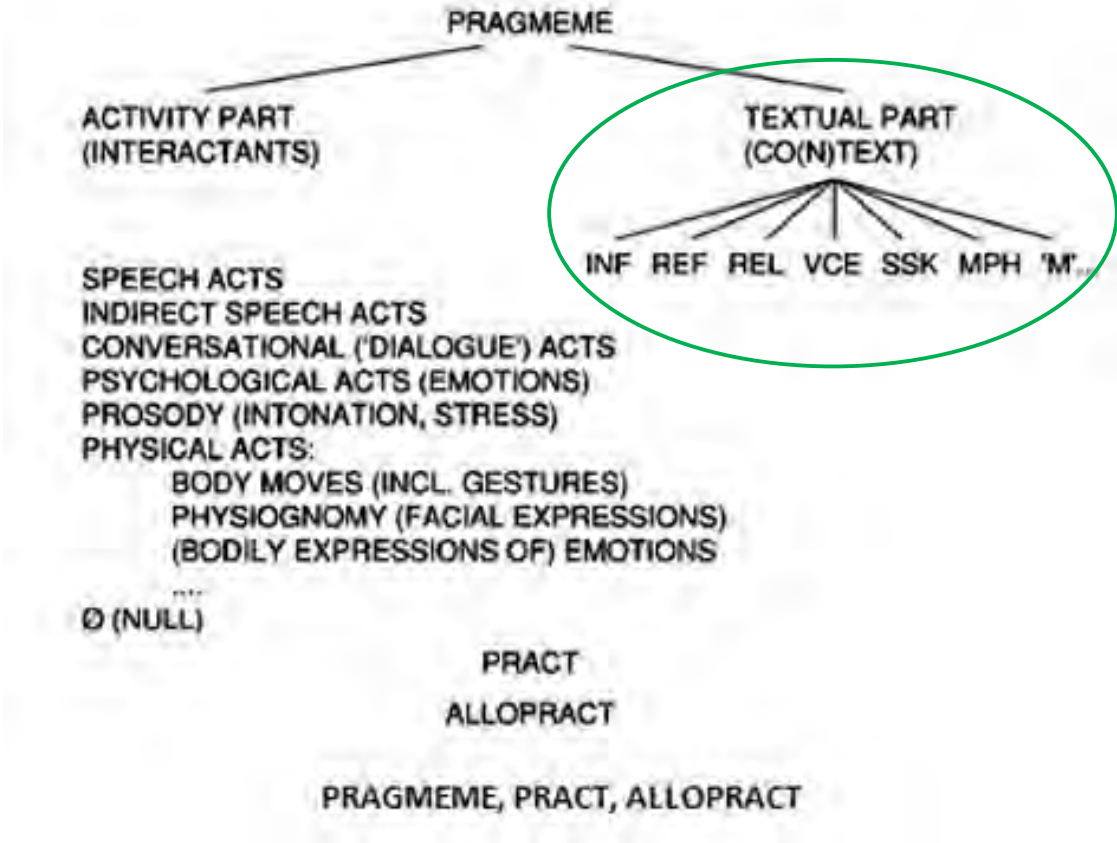 PRAGMEME
ACTIVITY PART
(INTERACTANTS)
TEXTUAL PART
(CO(N)TEXT)
INF REF REL VCE SSK MPH 'M'...
SPEECH ACTS
INDIRECT SPEECH ACTS
CONVERSATIONAL ('DIALOGUE') ACTS
PSYCHOLOGICAL ACTS (EMOTIONS)
PROSODY (INTONATION, STRESS)
PHYSICAL ACTS:
BODY MOVES (INCL. GESTURES)
PHYSIOGNOMY (FACIAL EXPRESSIONS)
(BODILY EXPRESSIONS OF) EMOTIONS
....
Ø (NULL)
PRACT
ALLOPRACT
PRAGMEME, PRACT, ALLOPRACT